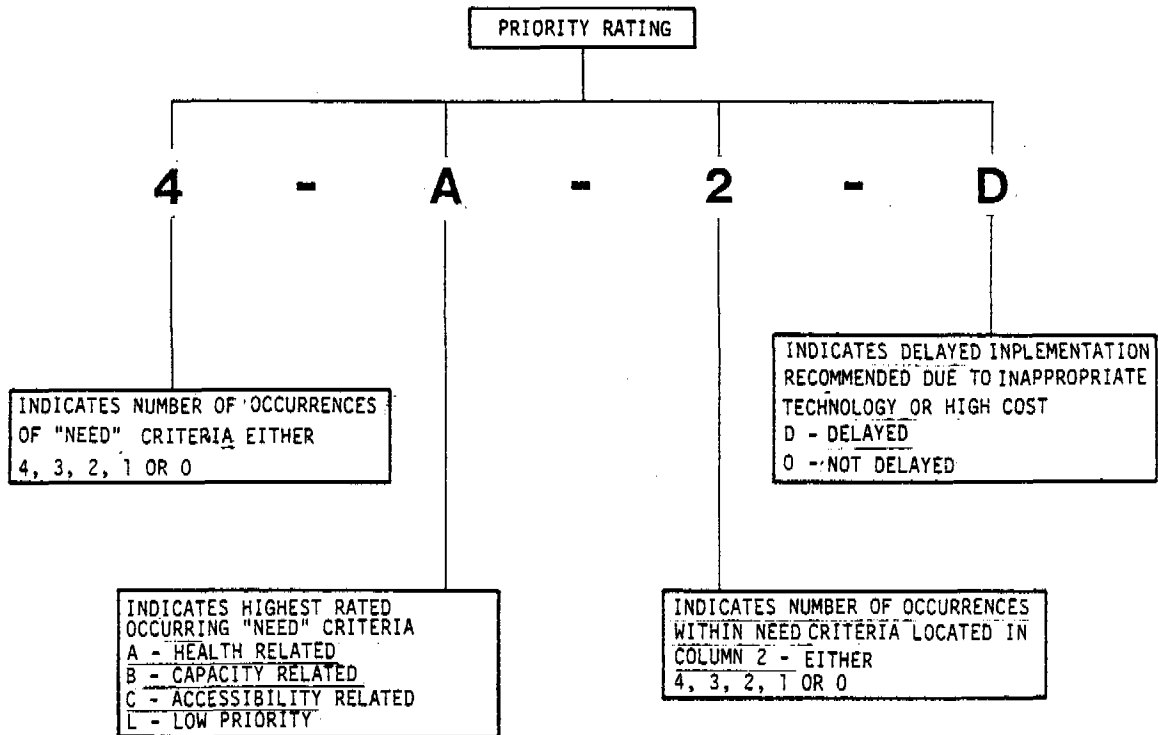 PRIORITY RATING
4 - A - 2 - D
INDICATES NUMBER OF OCCURRENCES
OF "NEED" CRITERIA EITHER
4, 3, 2, 1 OR 0
INDICATES HIGHEST RATED
OCCURRING "NEED" CRITERIA
A - HEALTH RELATED
B - CAPACITY RELATED
C - ACCESSIBILITY RELATED
L - LOW PRIORITY
INDICATES NUMBER OF OCCURRENCES
WITHIN NEED CRITERIA LOCATED IN
COLUMN 2 - EITHER
4, 3, 2, 1 OR 0
INDICATES DELAYED INPLEMENTATION
RECOMMENDED DUE TO INAPPROPRIATE
TECHNOLOGY OR HIGH COST
D - DELAYED
0 - NOT DELAYED